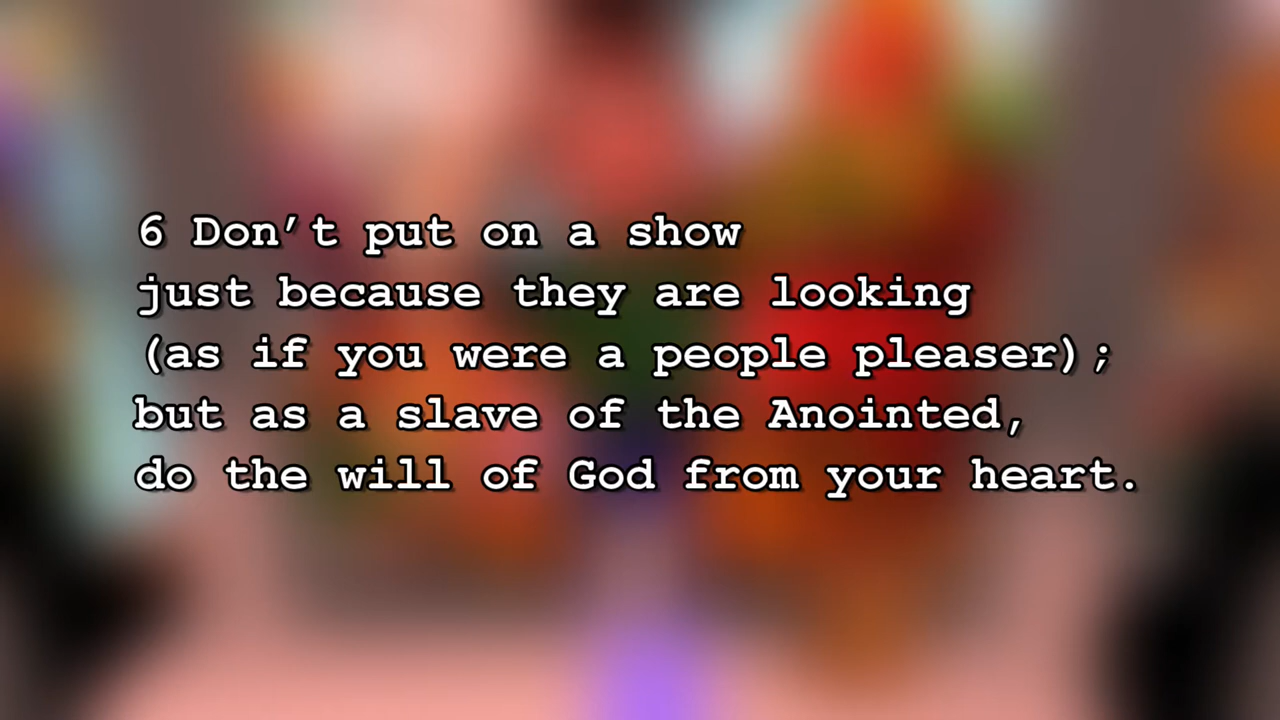 6 Don’t put on a show
just because they are looking
(as if you were a people pleaser);
but as a slave of the Anointed,
do the will of God from your heart.